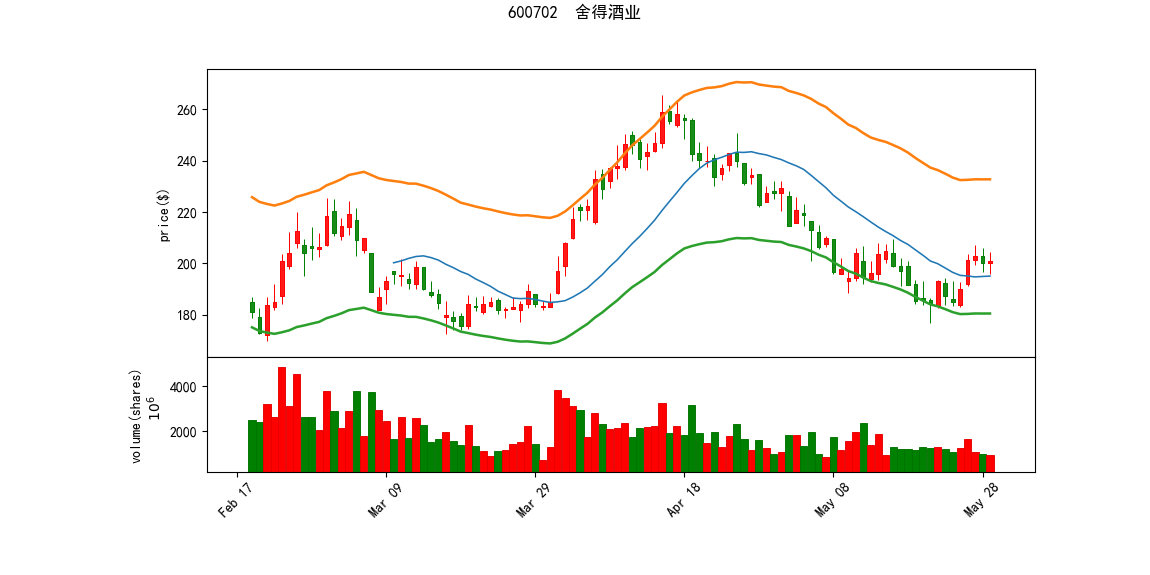 600702 舍得酒业
price($)
260
240
220
200
180
volume(shares)
10^6
4000
2000
Feb 17
Mar 09
Mar 29
Apr 18
May 08
May 28